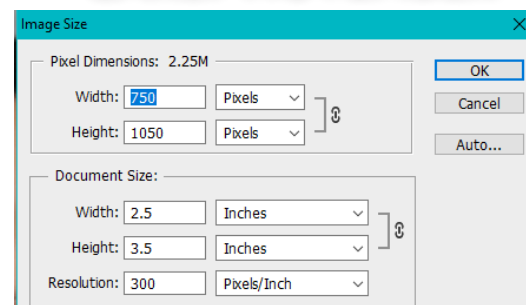 Image Size
Pixel Dimensions: 2.25M
OK
Width: 750 Pixels
Cancel
Height: 1050 Pixels
Auto...
Document Size:
Width: 2.5 Inches
Height: 3.5 Inches
Resolution: 300 Pixels/Inch